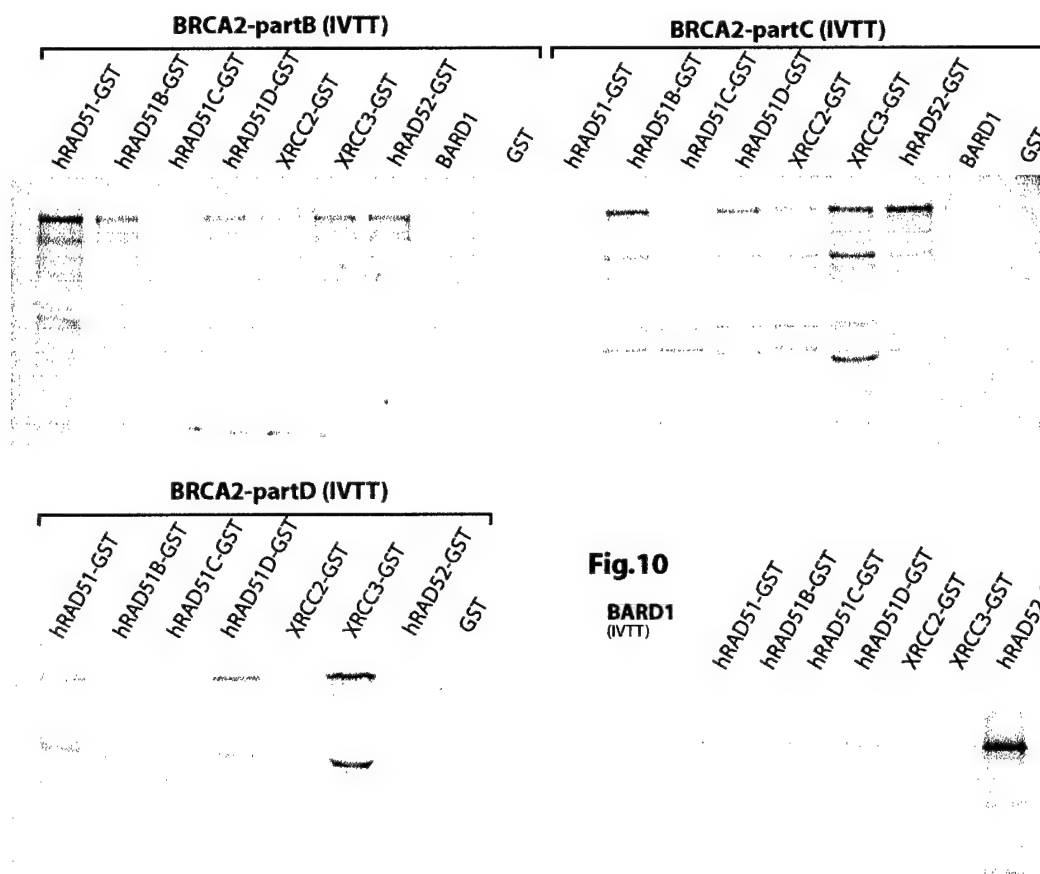 BRCA2-partB (IVTT)
hRAD51-GST
hRAD51B-GST
hRAD51C-GST
hRAD51D-GST
XRCC2-GST
XRCC3-GST
hRAD52-GST
BARD1
GST
BRCA2-partC (IVTT)
hRAD51-GST
hRAD51B-GST
hRAD51C-GST
hRAD51D-GST
XRCC2-GST
XRCC3-GST
hRAD52-GST
BARD1
GST
BRCA2-partD (IVTT)
hRAD51-GST
hRAD51B-GST
hRAD51C-GST
hRAD51D-GST
XRCC2-GST
XRCC3-GST
hRAD52-GST
GST
Fig.10
BARD1
(IVTT)
hRAD51-GST
hRAD51B-GST
hRAD51C-GST
hRAD51D-GST
XRCC2-GST
XRCC3-GST
hRAD52-